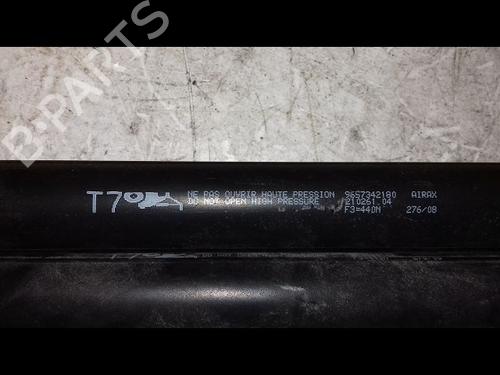 B-PARTS
T7
NE PAS OUVRIR HAUTE PRESSION 9657342180 AIRAX
DO NOT OPEN HIGH PRESSURE 210261.04
F3=440N 276/08